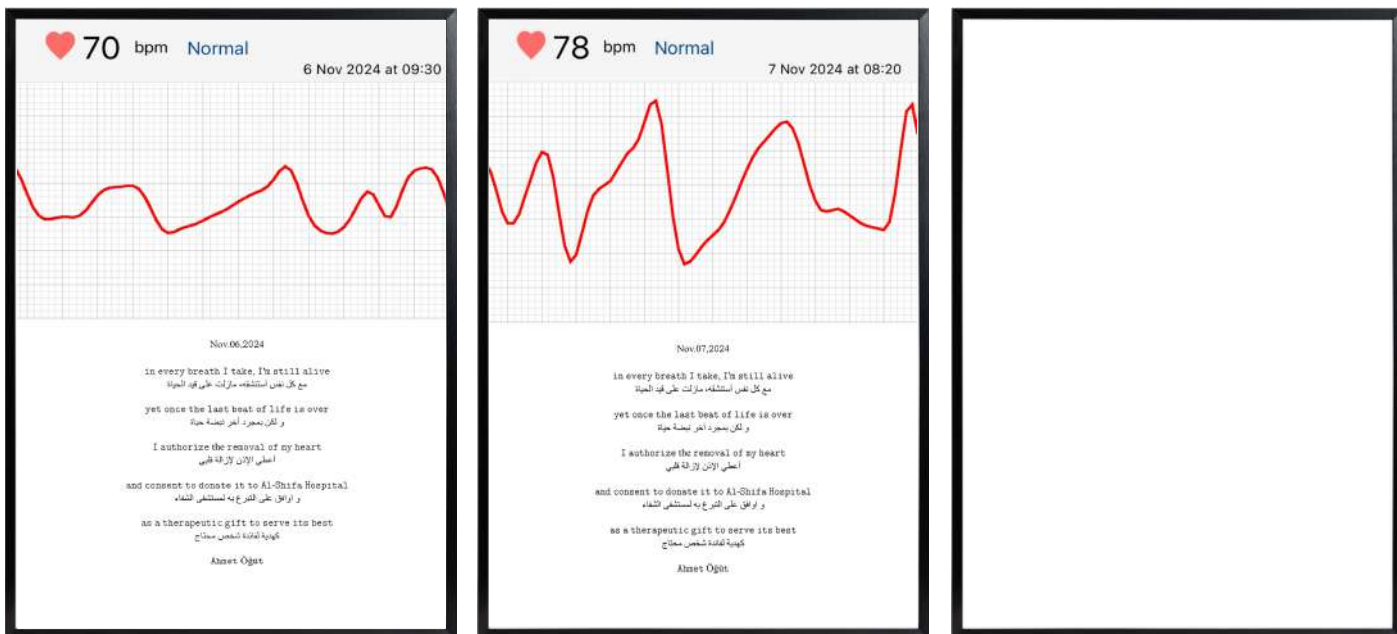 70 bpm Normal
6 Nov 2024 at 09:30
Nov.06,2024
in every breath I take, I'm still alive
مع كل نفس أستنشقه، مازلت على قيد الحياة
yet once the last beat of life is over
و لكن بمجرد أخر نبضة حياة
I authorize the removal of my heart
أعطي الإذن لإزالة قلبي
and consent to donate it to Al-Shifa Hospital
و اوافق على التبرع به لمستشفى الشفاء
as a therapeutic gift to serve its best
كهدية لفائدة شخص محتاج
Ahmet Öğüt
78 bpm Normal
7 Nov 2024 at 08:20
Nov.07,2024
in every breath I take, I'm still alive
مع كل نفس أستنشقه، مازلت على قيد الحياة
yet once the last beat of life is over
و لكن بمجرد أخر نبضة حياة
I authorize the removal of my heart
أعطي الإذن لإزالة قلبي
and consent to donate it to Al-Shifa Hospital
و اوافق على التبرع به لمستشفى الشفاء
as a therapeutic gift to serve its best
كهدية لفائدة شخص محتاج
Ahmet Öğüt